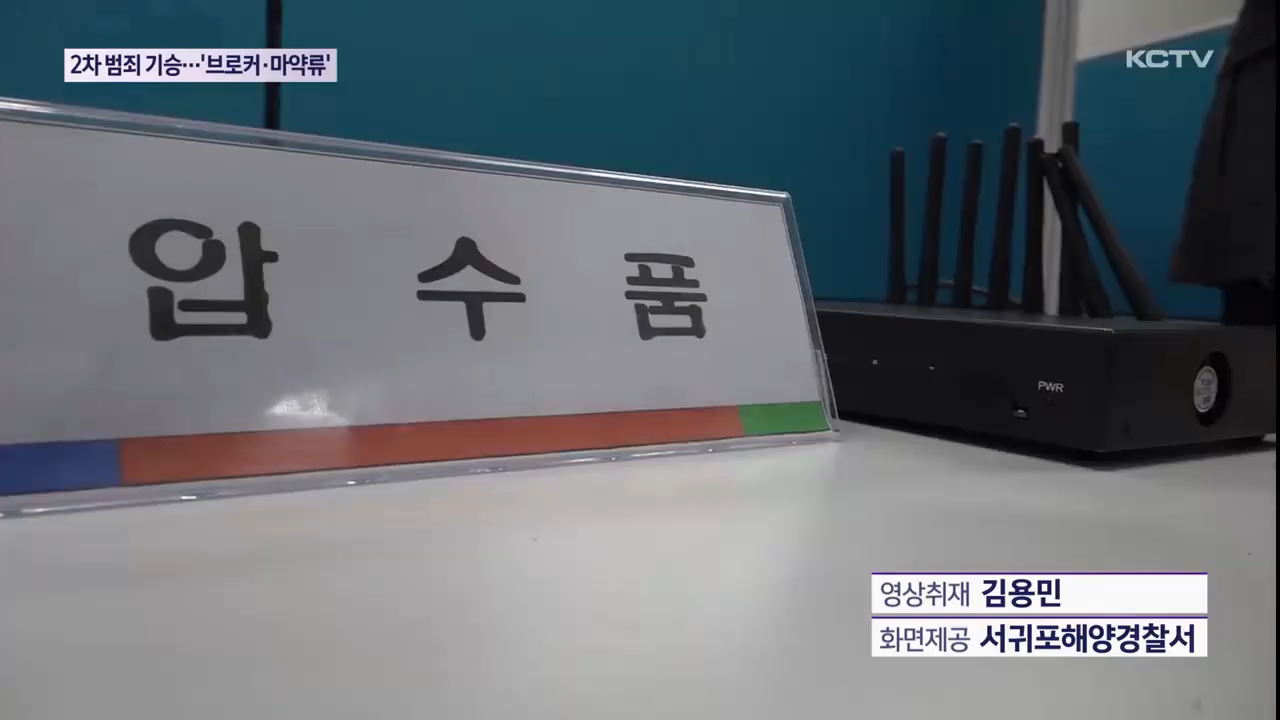 2차 범죄 기승…'브로커·마약류'
KCTV
압 수 품
PWR
영상취재 김용민
화면제공 서귀포해양경찰서